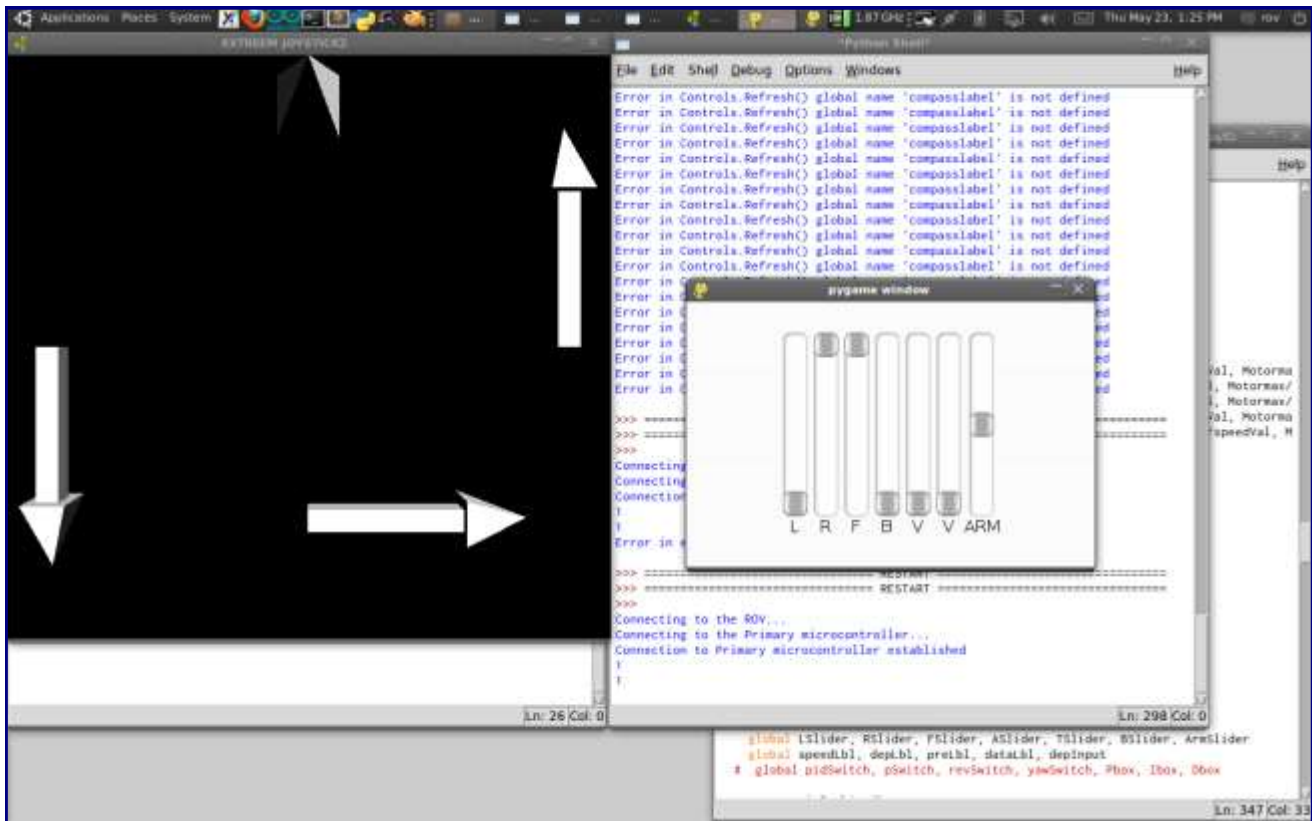 Applications Places System
1.87 GHz
Thu May 23, 1:25 PM
rov
EXTREEM JOYSTICKZ
*Python Shell*
File Edit Shell Debug Options Windows Help
Error in Controls.Refresh() global name 'compasslabel' is not defined
Error in Controls.Refresh() global name 'compasslabel' is not defined
Error in Controls.Refresh() global name 'compasslabel' is not defined
Error in Controls.Refresh() global name 'compasslabel' is not defined
Error in Controls.Refresh() global name 'compasslabel' is not defined
Error in Controls.Refresh() global name 'compasslabel' is not defined
Error in Controls.Refresh() global name 'compasslabel' is not defined
Error in Controls.Refresh() global name 'compasslabel' is not defined
Error in Controls.Refresh() global name 'compasslabel' is not defined
Error in Controls.Refresh() global name 'compasslabel' is not defined
Error in Controls.Refresh() global name 'compasslabel' is not defined
Error in Controls.Refresh() global name 'compasslabel' is not defined
Error in
Error in
Error in
Error in
Error in
Error in
Error in
Error in
>>>
>>>
>>>
Connecting
Connecting
Connection
Error in
pygame window
L R F B V V ARM
>>> RESTART
>>> RESTART
>>>
Connecting to the ROV...
Connecting to the Primary microcontroller...
Connection to Primary microcontroller established
Ln: 298 Col: 0
Ln: 26 Col: 0
Help
Val, Motorma
, Motormax/
, Motormax/
Val, Motorma
rspeedVal, M
global LSlider, RSlider, FSlider, ASlider, TSlider, BSlider, ArmSlider
global speedLbl, depLbl, preLbl, dataLbl, depInput
# global pidSwitch, pSwitch, revSwitch, yawSwitch, Pbox, Ibox, Dbox
Ln: 347 Col: 33